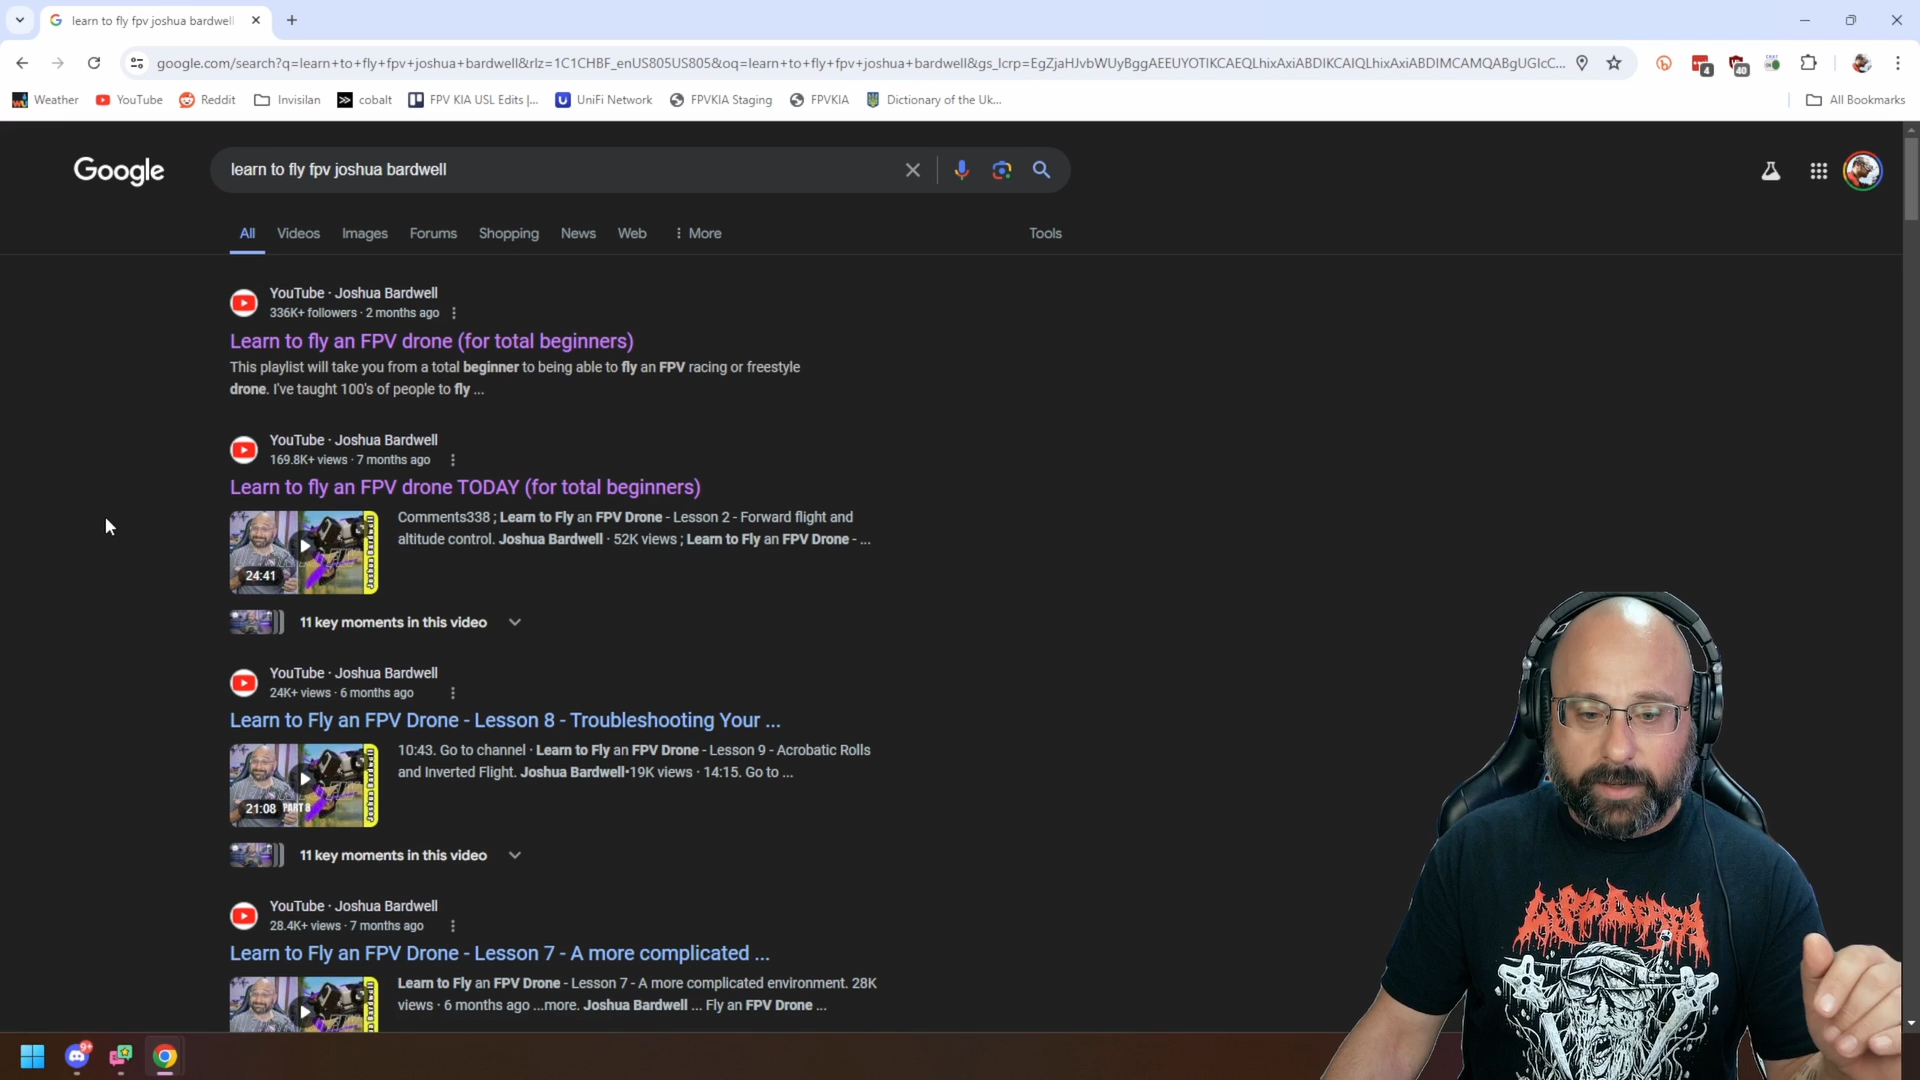 learn to fly fpv joshua bardwell
google.com/search?q=learn+to+fly+fpv+joshua+bardwell&rlz=1C1CHBF_enUS805US805&oq=learn+to+fly+fpv+joshua+bardwell&gs_lcrp=EgZjaHJvbWUyBggAEEUYOTIKCAEQLhixAxiABDIKCAIQLhixAxiABDIMCAMQABgUGIcC...
4
40
Weather
YouTube
Reddit
Invisilan
cobalt
FPV KIA USL Edits |...
UniFi Network
FPVKIA Staging
FPVKIA
Dictionary of the Uk...
All Bookmarks
Google
learn to fly fpv joshua bardwell
All Videos Images Forums Shopping News Web More Tools
YouTube · Joshua Bardwell
336K+ followers · 2 months ago
Learn to fly an FPV drone (for total beginners)
This playlist will take you from a total beginner to being able to fly an FPV racing or freestyle
drone. I've taught 100's of people to fly ...
YouTube · Joshua Bardwell
169.8K+ views · 7 months ago
Learn to fly an FPV drone TODAY (for total beginners)
Comments338 ; Learn to Fly an FPV Drone - Lesson 2 - Forward flight and
altitude control. Joshua Bardwell · 52K views ; Learn to Fly an FPV Drone - ...
24:41
Joshua Bardwell
11 key moments in this video
YouTube · Joshua Bardwell
24K+ views · 6 months ago
Learn to Fly an FPV Drone - Lesson 8 - Troubleshooting Your ...
10:43. Go to channel · Learn to Fly an FPV Drone - Lesson 9 - Acrobatic Rolls
and Inverted Flight. Joshua Bardwell•19K views · 14:15. Go to ...
21:08
PART 8
Joshua Bardwell
11 key moments in this video
YouTube · Joshua Bardwell
28.4K+ views · 7 months ago
Learn to Fly an FPV Drone - Lesson 7 - A more complicated ...
Learn to Fly an FPV Drone - Lesson 7 - A more complicated environment. 28K
views · 6 months ago ...more. Joshua Bardwell ... Fly an FPV Drone ...
9+